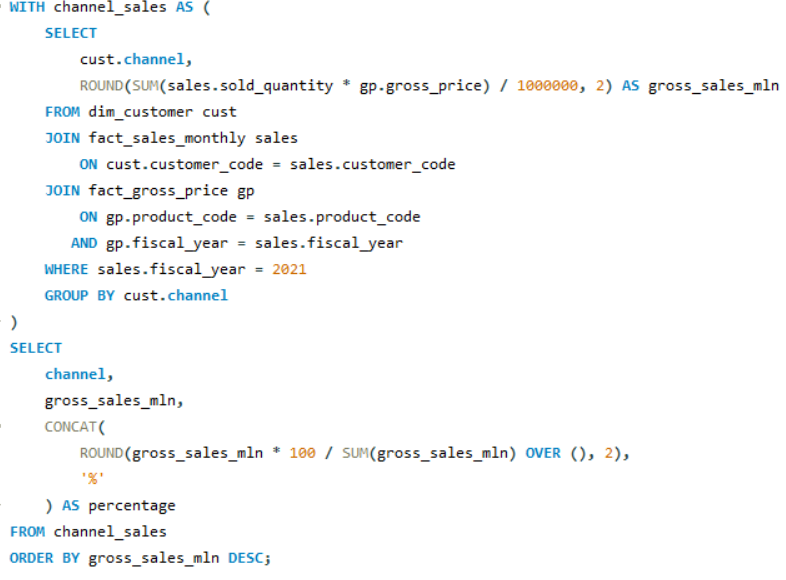 WITH channel_sales AS (
    SELECT
        cust.channel,
        ROUND(SUM(sales.sold_quantity * gp.gross_price) / 1000000, 2) AS gross_sales_mln
    FROM dim_customer cust
    JOIN fact_sales_monthly sales
        ON cust.customer_code = sales.customer_code
    JOIN fact_gross_price gp
        ON gp.product_code = sales.product_code
       AND gp.fiscal_year = sales.fiscal_year
    WHERE sales.fiscal_year = 2021
    GROUP BY cust.channel
)
SELECT
    channel,
    gross_sales_mln,
    CONCAT(
        ROUND(gross_sales_mln * 100 / SUM(gross_sales_mln) OVER (), 2),
        '%'
    ) AS percentage
FROM channel_sales
ORDER BY gross_sales_mln DESC;